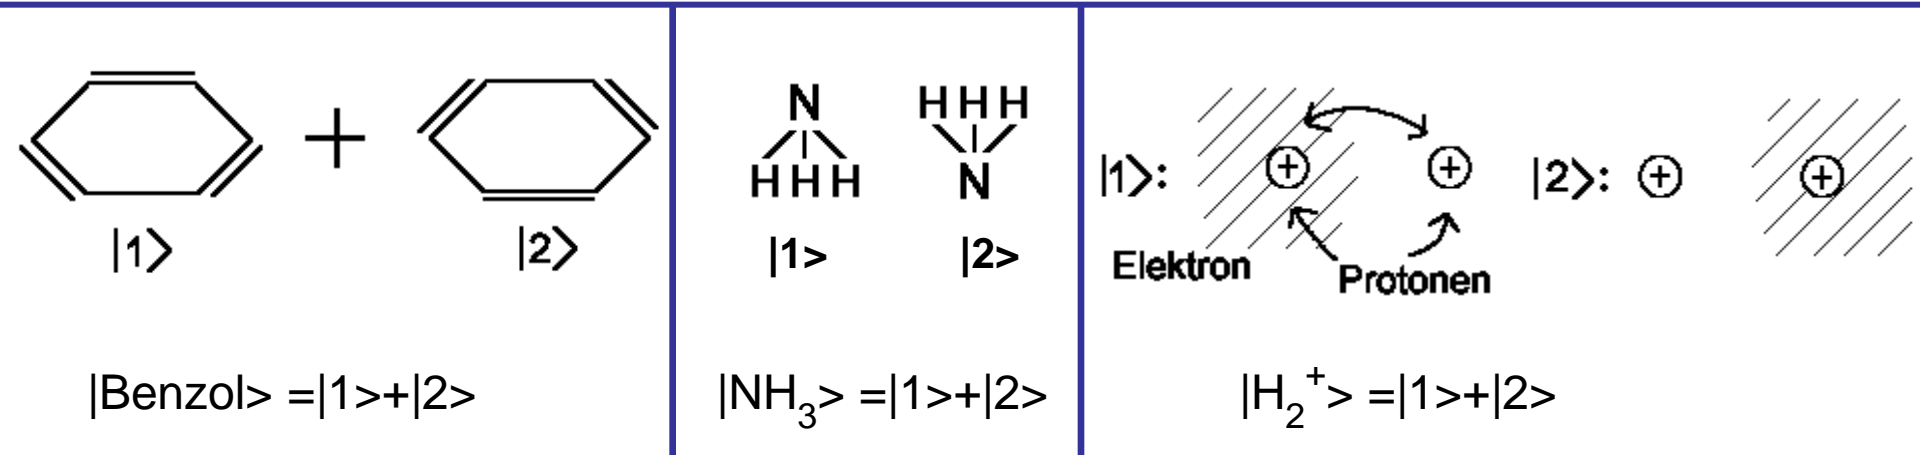 +
|1>
|2>
|Benzol> =|1>+|2>
N
HHH
|1>
HHH
N
|2>
|NH₃> =|1>+|2>
|1>:
+
+
Elektron
Protonen
|2>:
+
+
|H₂⁺> =|1>+|2>